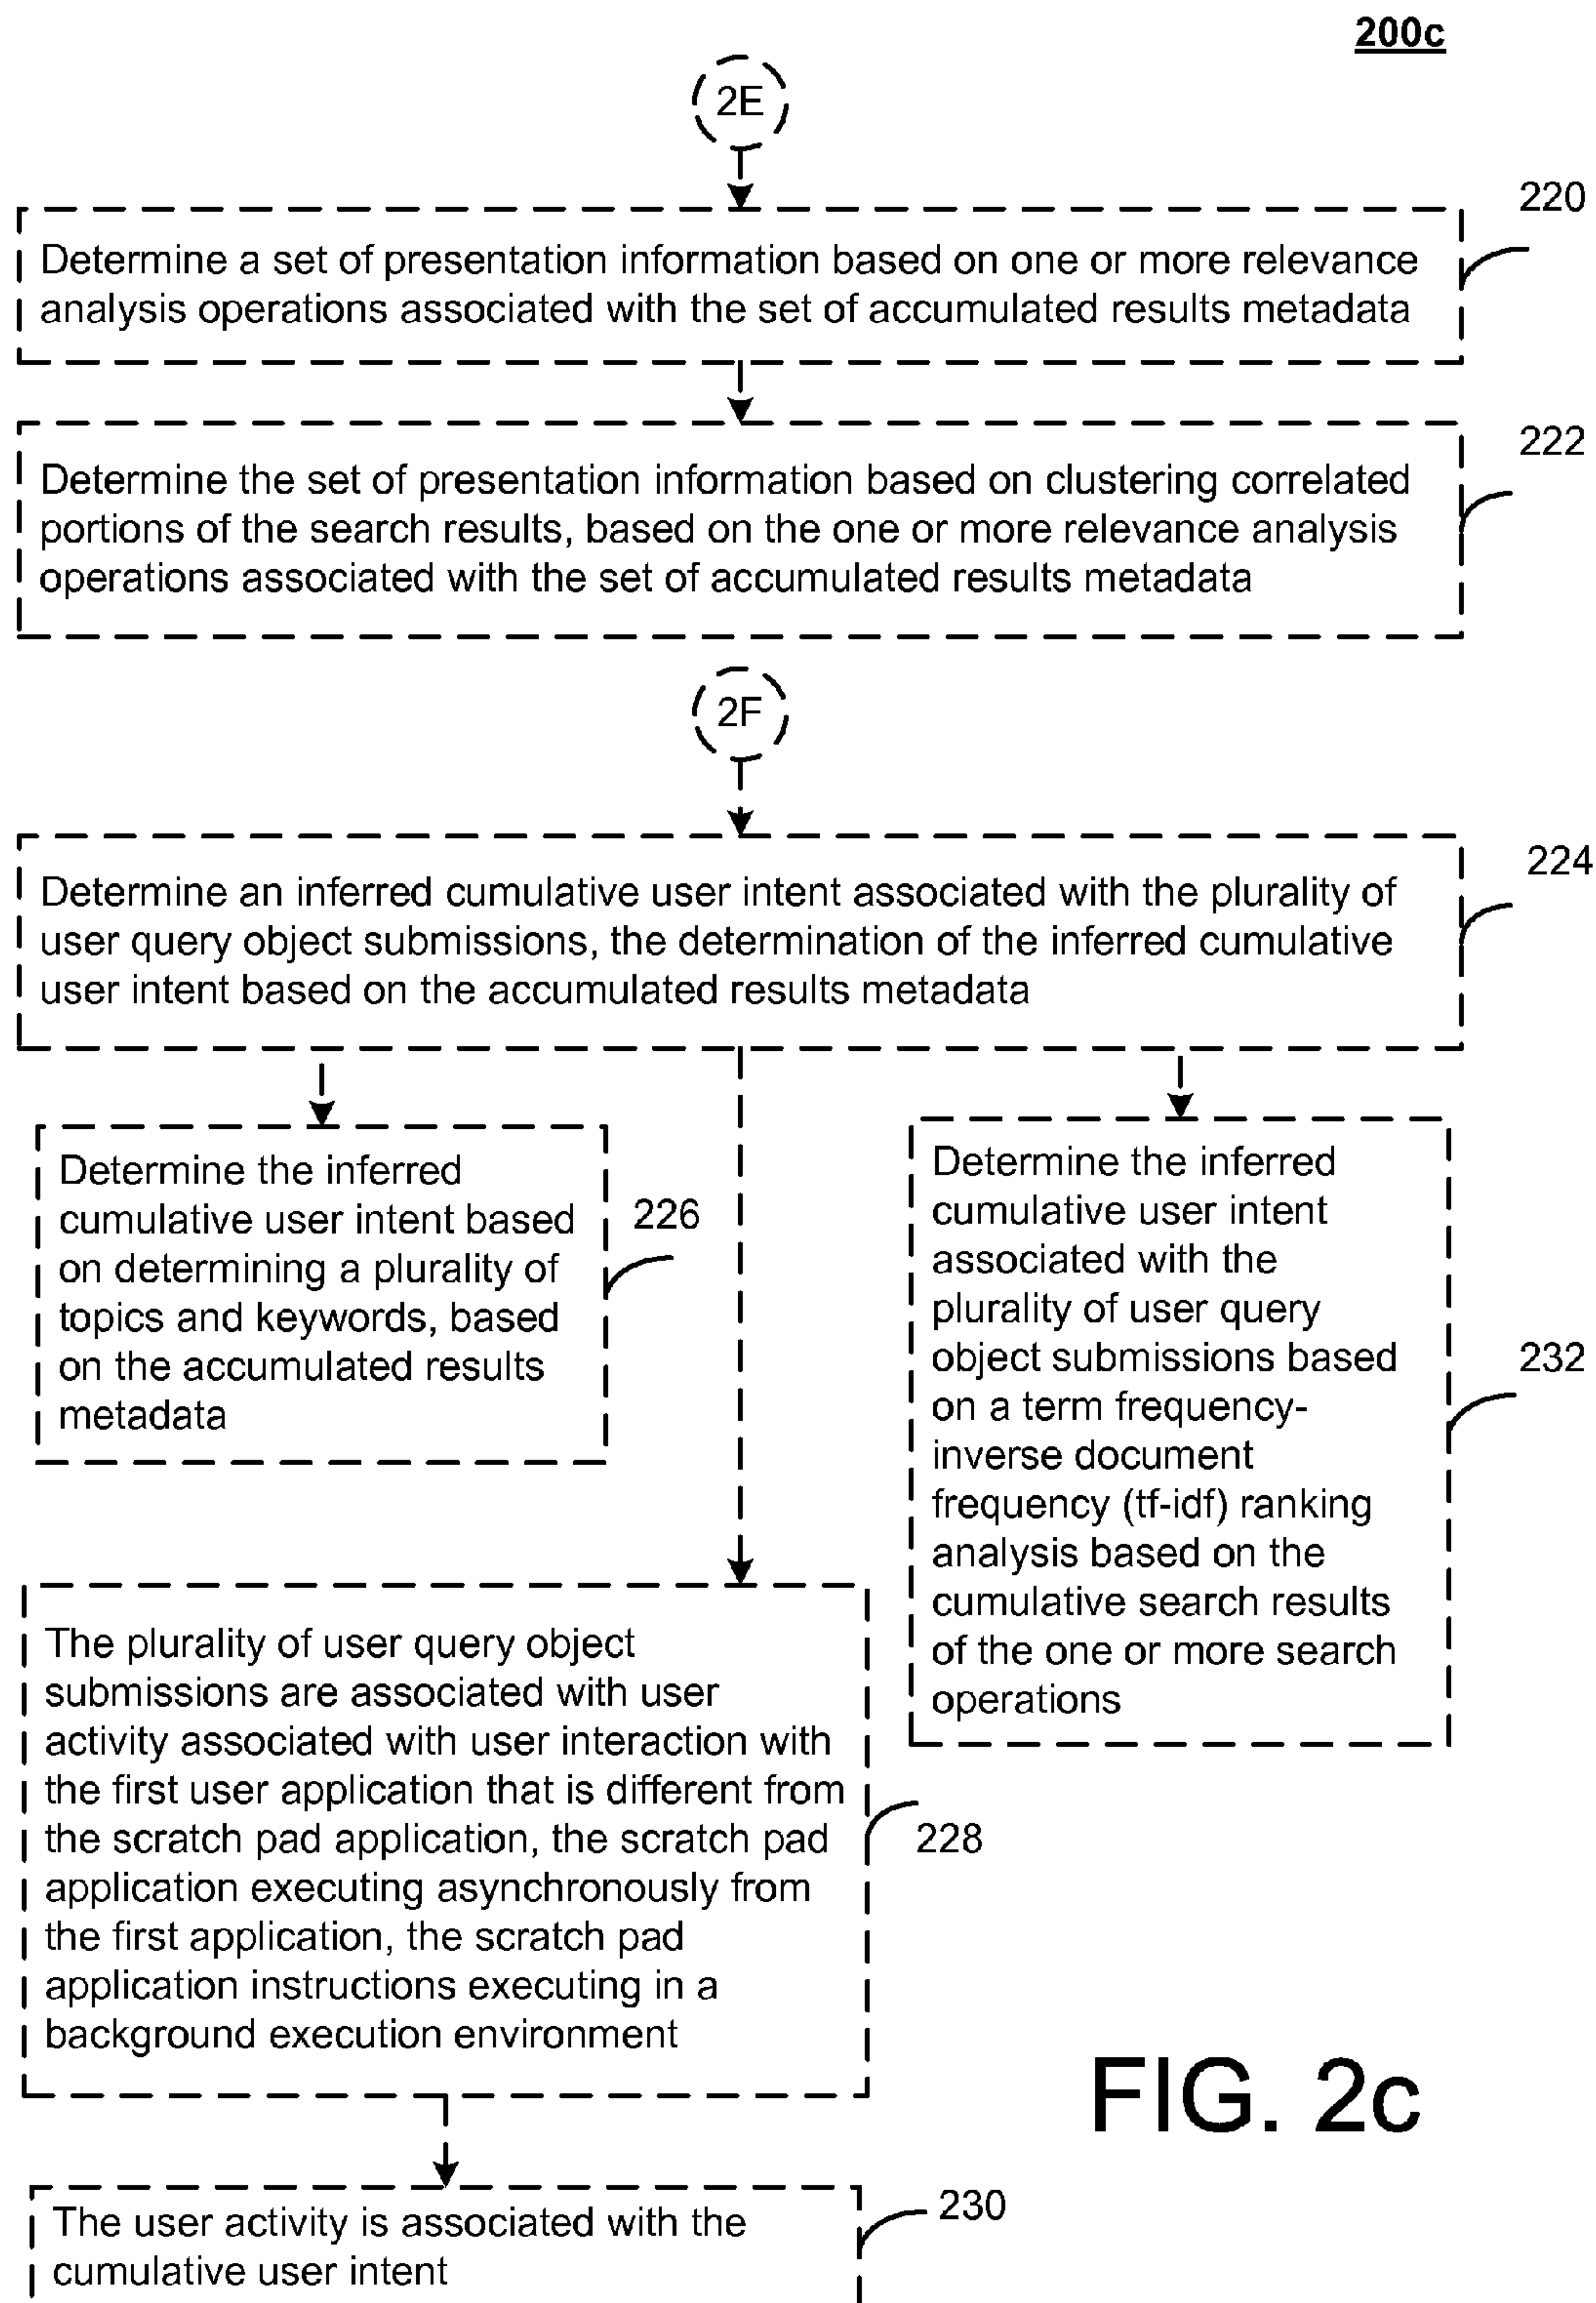 200c
2E
220
Determine a set of presentation information based on one or more relevance
analysis operations associated with the set of accumulated results metadata
222
Determine the set of presentation information based on clustering correlated
portions of the search results, based on the one or more relevance analysis
operations associated with the set of accumulated results metadata
2F
224
Determine an inferred cumulative user intent associated with the plurality of
user query object submissions, the determination of the inferred cumulative
user intent based on the accumulated results metadata
Determine the inferred
cumulative user intent based
on determining a plurality of
topics and keywords, based
on the accumulated results
metadata
226
Determine the inferred
cumulative user intent
associated with the
plurality of user query
object submissions based
on a term frequency-
inverse document
frequency (tf-idf) ranking
analysis based on the
cumulative search results
of the one or more search
operations
232
The plurality of user query object
submissions are associated with user
activity associated with user interaction with
the first user application that is different from
the scratch pad application, the scratch pad
application executing asynchronously from
the first application, the scratch pad
application instructions executing in a
background execution environment
228
FIG. 2c
The user activity is associated with the
cumulative user intent
230